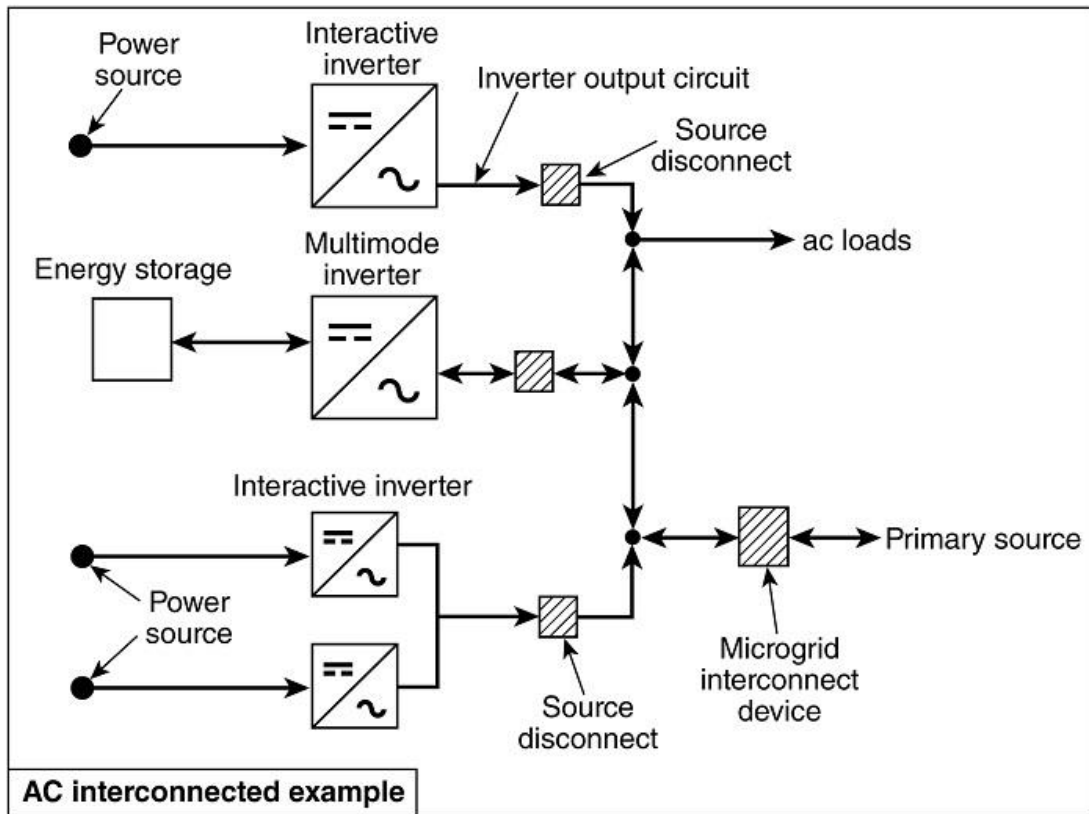 Power
source
Interactive
inverter
Inverter output circuit
Source
disconnect
ac loads
Energy storage
Multimode
inverter
Interactive inverter
Power
source
Source
disconnect
Primary source
Microgrid
interconnect
device
AC interconnected example